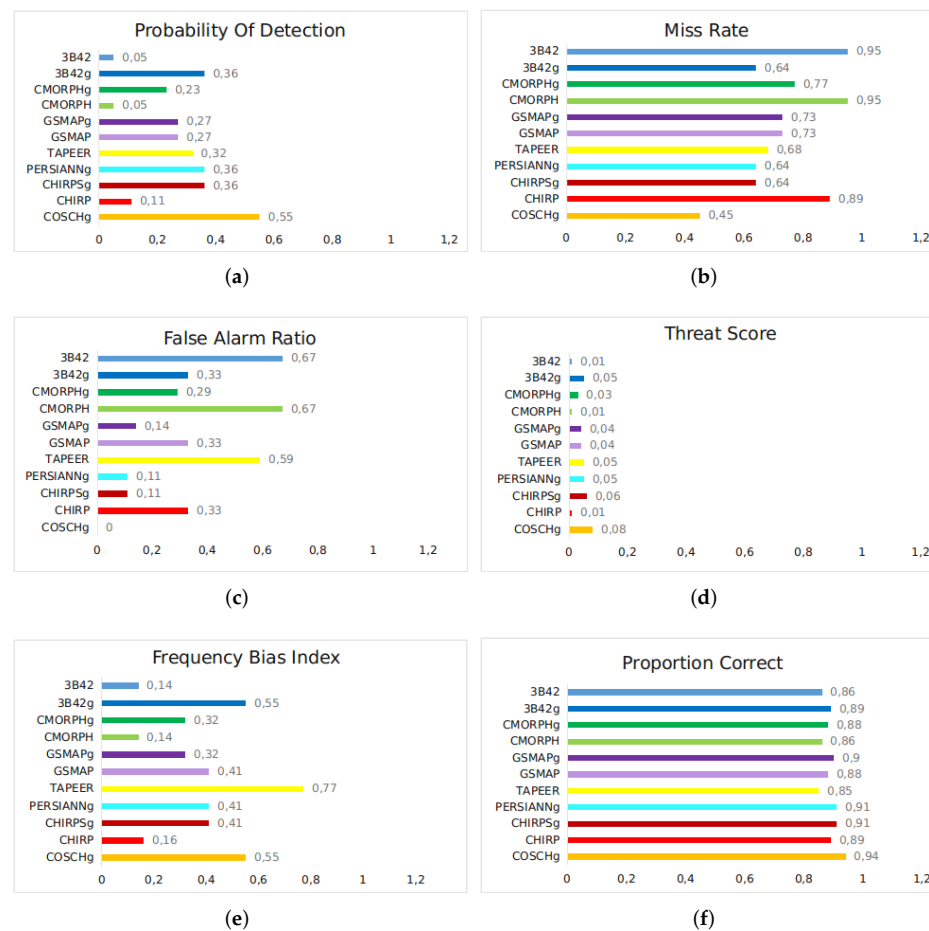 Probability Of Detection
3B42 0,05
3B42g 0,36
CMORPHg 0,23
CMORPH 0,05
GSMAPg 0,27
GSMAP 0,27
TAPEER 0,32
PERSIANNg 0,36
CHIRPSg 0,36
CHIRP 0,11
COSCHg 0,55
0 0,2 0,4 0,6 0,8 1 1,2
(a)
Miss Rate
3B42 0,95
3B42g 0,64
CMORPHg 0,77
CMORPH 0,95
GSMAPg 0,73
GSMAP 0,73
TAPEER 0,68
PERSIANNg 0,64
CHIRPSg 0,64
CHIRP 0,89
COSCHg 0,45
0 0,2 0,4 0,6 0,8 1 1,2
(b)
False Alarm Ratio
3B42 0,67
3B42g 0,33
CMORPHg 0,29
CMORPH 0,67
GSMAPg 0,14
GSMAP 0,33
TAPEER 0,59
PERSIANNg 0,11
CHIRPSg 0,11
CHIRP 0,33
COSCHg 0
0 0,2 0,4 0,6 0,8 1 1,2
(c)
Threat Score
3B42 0,01
3B42g 0,05
CMORPHg 0,03
CMORPH 0,01
GSMAPg 0,04
GSMAP 0,04
TAPEER 0,05
PERSIANNg 0,05
CHIRPSg 0,06
CHIRP 0,01
COSCHg 0,08
0 0,2 0,4 0,6 0,8 1 1,2
(d)
Frequency Bias Index
3B42 0,14
3B42g 0,55
CMORPHg 0,32
CMORPH 0,14
GSMAPg 0,32
GSMAP 0,41
TAPEER 0,77
PERSIANNg 0,41
CHIRPSg 0,41
CHIRP 0,16
COSCHg 0,55
0 0,2 0,4 0,6 0,8 1 1,2
(e)
Proportion Correct
3B42 0,86
3B42g 0,89
CMORPHg 0,88
CMORPH 0,86
GSMAPg 0,9
GSMAP 0,88
TAPEER 0,85
PERSIANNg 0,91
CHIRPSg 0,91
CHIRP 0,89
COSCHg 0,94
0 0,2 0,4 0,6 0,8 1 1,2
(f)